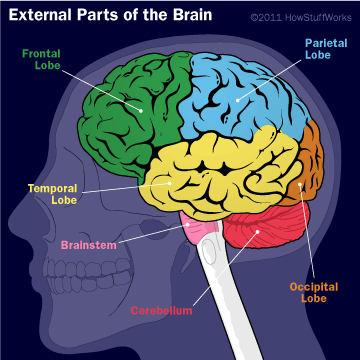 External Parts of the Brain
©2011 HowStuffWorks
Frontal
Lobe
Parietal
Lobe
Temporal
Lobe
Brainstem
Cerebellum
Occipital
Lobe